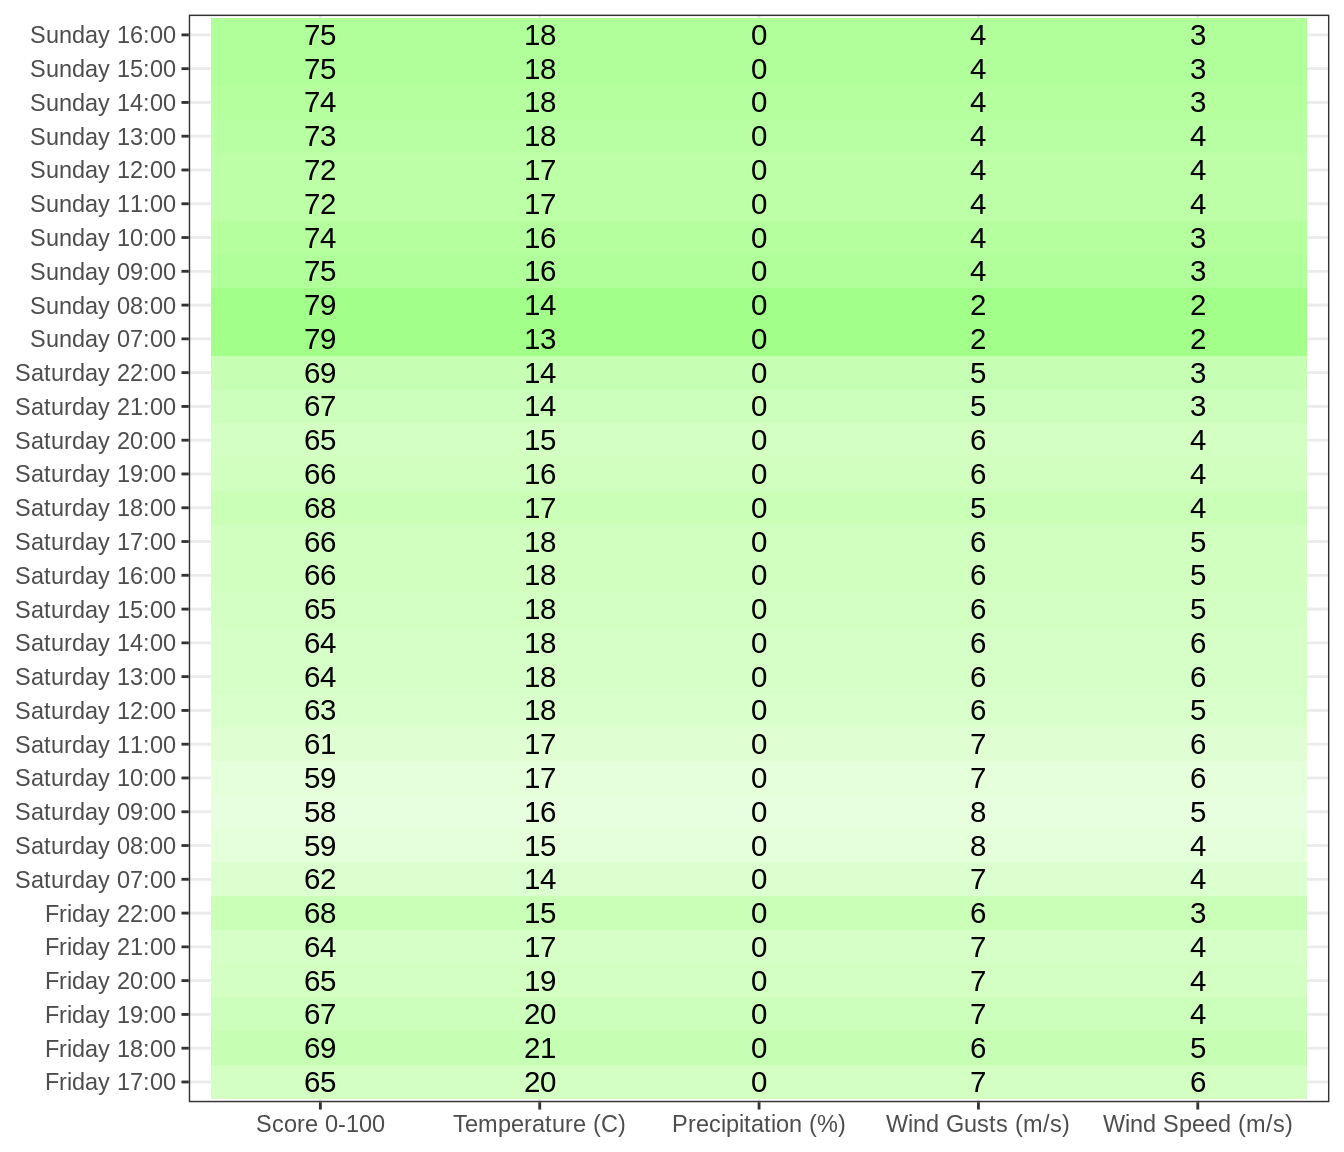 Sunday 16:00 75 18 0 4 3
Sunday 15:00 75 18 0 4 3
Sunday 14:00 74 18 0 4 3
Sunday 13:00 73 18 0 4 4
Sunday 12:00 72 17 0 4 4
Sunday 11:00 72 17 0 4 4
Sunday 10:00 74 16 0 4 3
Sunday 09:00 75 16 0 4 3
Sunday 08:00 79 14 0 2 2
Sunday 07:00 79 13 0 2 2
Saturday 22:00 69 14 0 5 3
Saturday 21:00 67 14 0 5 3
Saturday 20:00 65 15 0 6 4
Saturday 19:00 66 16 0 6 4
Saturday 18:00 68 17 0 5 4
Saturday 17:00 66 18 0 6 5
Saturday 16:00 66 18 0 6 5
Saturday 15:00 65 18 0 6 5
Saturday 14:00 64 18 0 6 6
Saturday 13:00 64 18 0 6 6
Saturday 12:00 63 18 0 6 5
Saturday 11:00 61 17 0 7 6
Saturday 10:00 59 17 0 7 6
Saturday 09:00 58 16 0 8 5
Saturday 08:00 59 15 0 8 4
Saturday 07:00 62 14 0 7 4
Friday 22:00 68 15 0 6 3
Friday 21:00 64 17 0 7 4
Friday 20:00 65 19 0 7 4
Friday 19:00 67 20 0 7 4
Friday 18:00 69 21 0 6 5
Friday 17:00 65 20 0 7 6
Score 0-100 Temperature (C) Precipitation (%) Wind Gusts (m/s) Wind Speed (m/s)